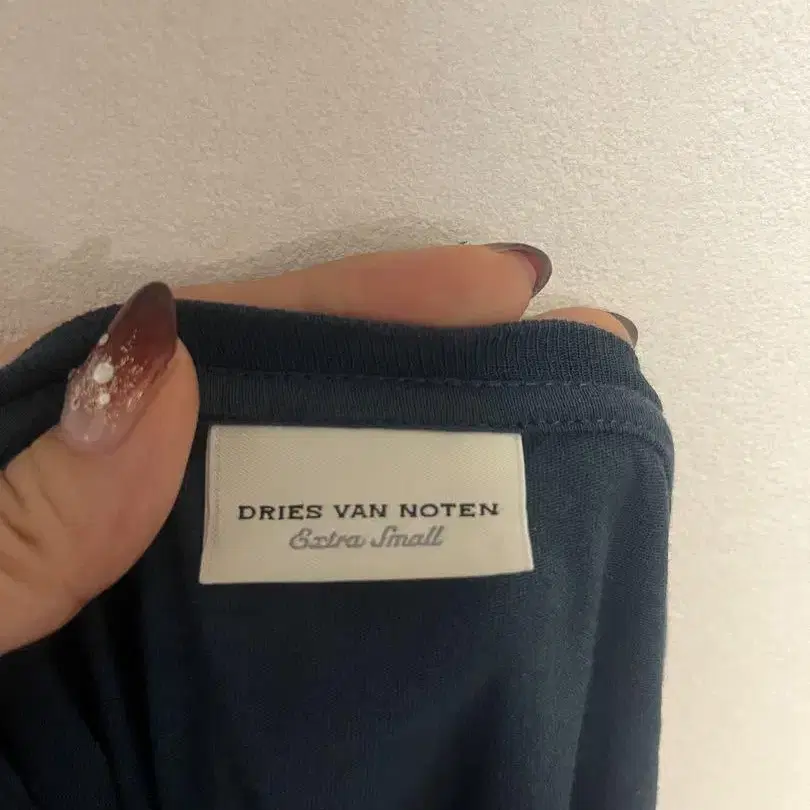 DRIES VAN NOTEN
Extra Small